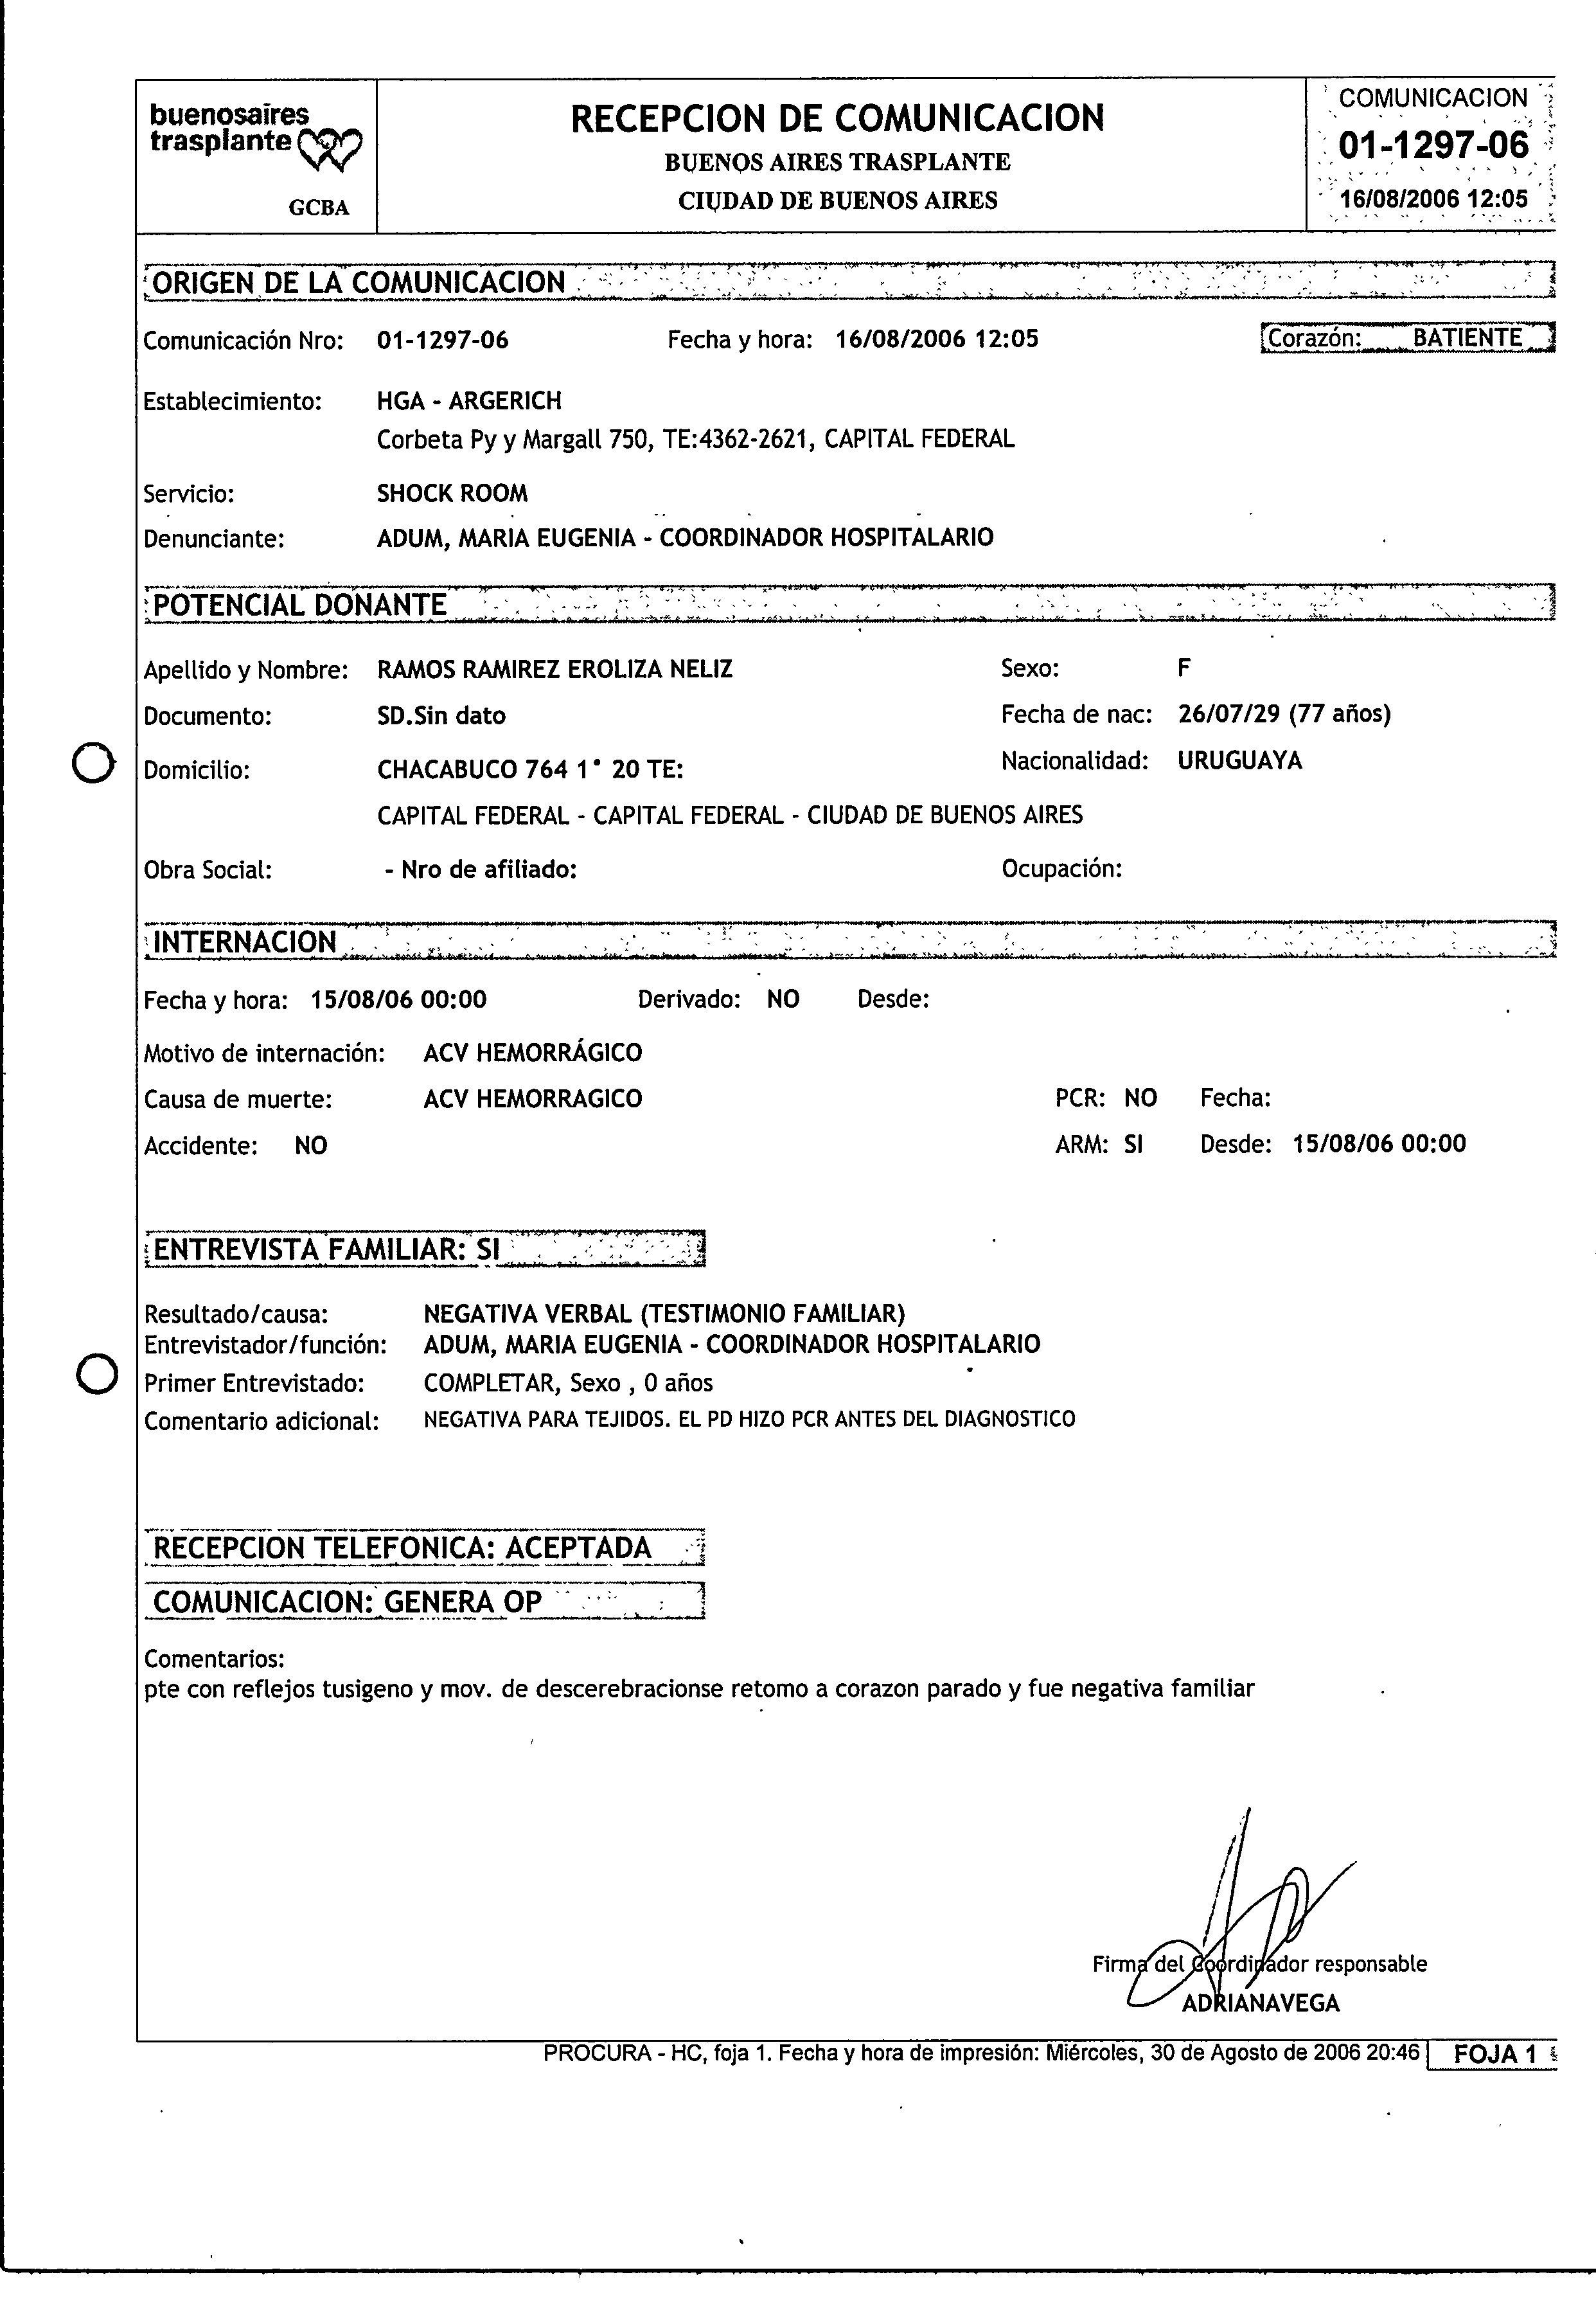 buenosaires
trasplante
GCBA
RECEPCION DE COMUNICACION
BUENOS AIRES TRASPLANTE
CIUDAD DE BUENOS AIRES
COMUNICACION
01-1297-06
16/08/2006 12:05
ORIGEN DE LA COMUNICACION
Comunicación Nro: 01-1297-06 Fecha y hora: 16/08/2006 12:05 Corazón: BATIENTE
Establecimiento: HGA - ARGERICH
Corbeta Py y Margall 750, TE:4362-2621, CAPITAL FEDERAL
Servicio: SHOCK ROOM
Denunciante: ADUM, MARIA EUGENIA - COORDINADOR HOSPITALARIO
POTENCIAL DONANTE
Apellido y Nombre: RAMOS RAMIREZ EROLIZA NELIZ Sexo: F
Documento: SD.Sin dato Fecha de nac: 26/07/29 (77 años)
Domicilio: CHACABUCO 764 1° 20 TE: Nacionalidad: URUGUAYA
CAPITAL FEDERAL - CAPITAL FEDERAL - CIUDAD DE BUENOS AIRES
Obra Social: - Nro de afiliado: Ocupación:
INTERNACION
Fecha y hora: 15/08/06 00:00 Derivado: NO Desde:
Motivo de internación: ACV HEMORRÁGICO
Causa de muerte: ACV HEMORRAGICO PCR: NO Fecha:
Accidente: NO ARM: SI Desde: 15/08/06 00:00
ENTREVISTA FAMILIAR: SI
Resultado/causa: NEGATIVA VERBAL (TESTIMONIO FAMILIAR)
Entrevistador/función: ADUM, MARIA EUGENIA - COORDINADOR HOSPITALARIO
Primer Entrevistado: COMPLETAR, Sexo , 0 años
Comentario adicional: NEGATIVA PARA TEJIDOS. EL PD HIZO PCR ANTES DEL DIAGNOSTICO
RECEPCION TELEFONICA: ACEPTADA
COMUNICACION: GENERA OP
Comentarios:
pte con reflejos tusigeno y mov. de descerebracionse retomo a corazon parado y fue negativa familiar
Firma del Coordinador responsable
ADRIANAVEGA
PROCURA - HC, foja 1. Fecha y hora de impresión: Miércoles, 30 de Agosto de 2006 20:46 FOJA 1